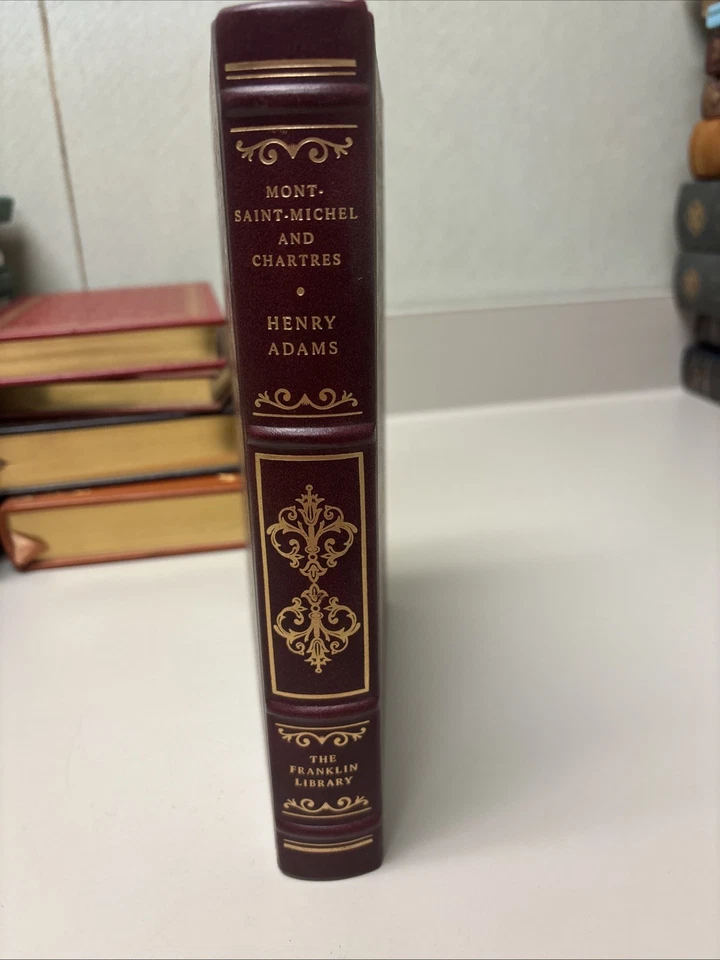 MONT-
SAINT-MICHEL
AND
CHARTRES
HENRY
ADAMS
THE
FRANKLIN
LIBRARY